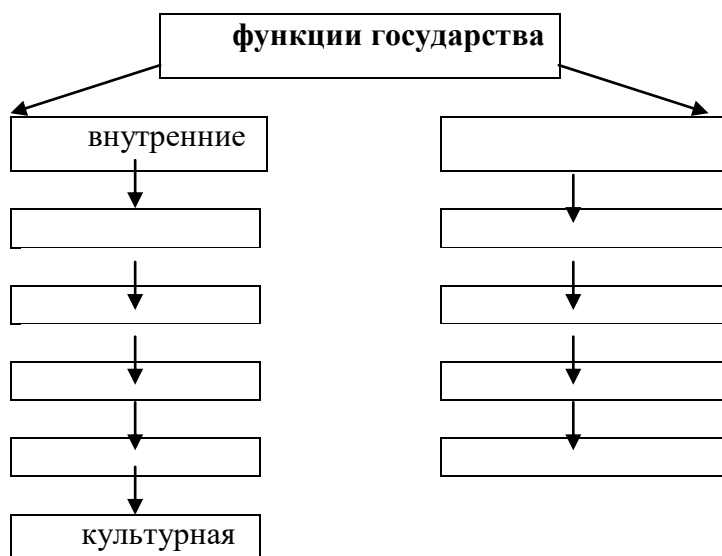 функции государства
внутренние
культурная